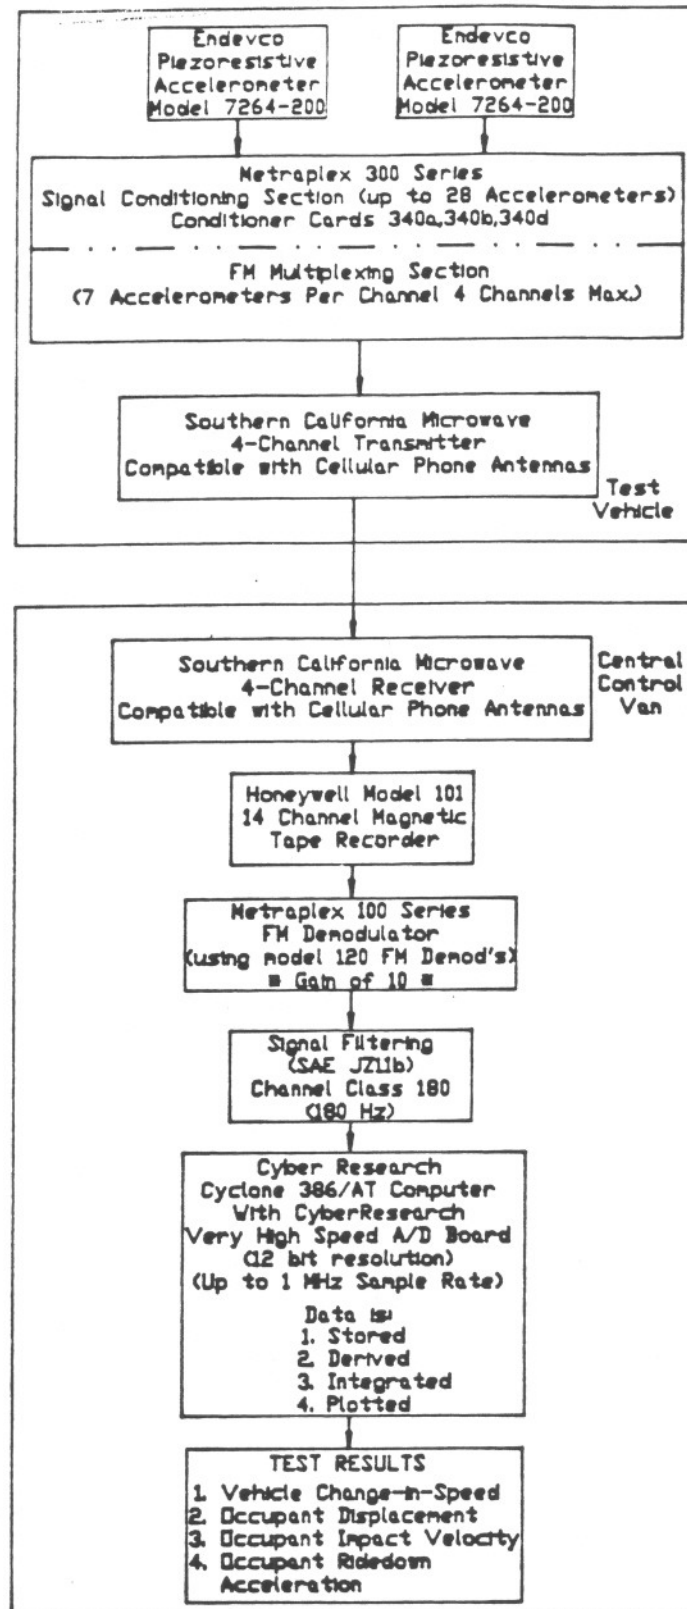 Endevco
Piezoresistive
Accelerometer
Model 7264-200
Endevco
Piezoresistive
Accelerometer
Model 7264-200
Metraplex 300 Series
Signal Conditioning Section (up to 28 Accelerometers)
Conditioner Cards 340a,340b,340d
FM Multiplexing Section
(7 Accelerometers Per Channel 4 Channels Max.)
Southern California Microwave
4-Channel Transmitter
Compatible with Cellular Phone Antennas
Test
Vehicle
Southern California Microwave
4-Channel Receiver
Compatible with Cellular Phone Antennas
Central
Control
Van
Honeywell Model 101
14 Channel Magnetic
Tape Recorder
Metraplex 100 Series
FM Demodulator
(using model 120 FM Demod's)
* Gain of 10 *
Signal Filtering
(SAE J211b)
Channel Class 180
(180 Hz)
Cyber Research
Cyclone 386/AT Computer
With CyberResearch
Very High Speed A/D Board
(12 bit resolution)
(Up to 1 MHz Sample Rate)
Data is:
1. Stored
2. Derived
3. Integrated
4. Plotted
TEST RESULTS
1. Vehicle Change-in-Speed
2. Occupant Displacement
3. Occupant Impact Velocity
4. Occupant Ridedown
Acceleration